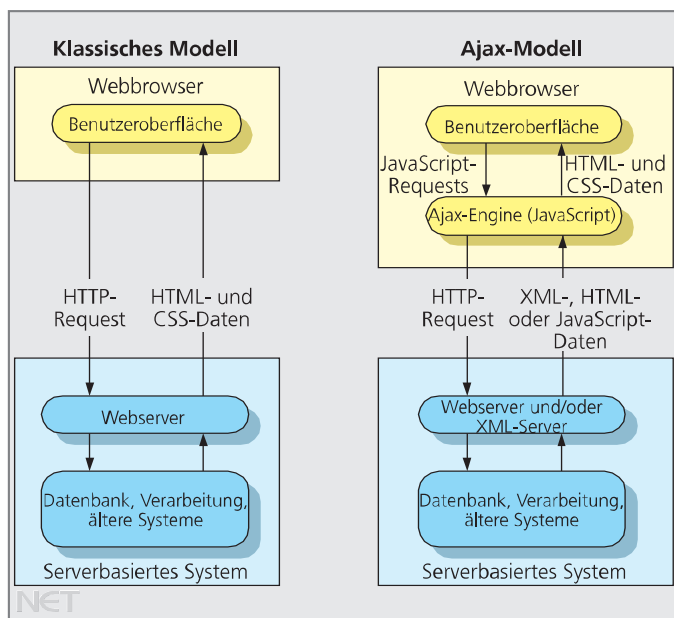 Klassisches Modell
Webbrowser
Benutzeroberfläche
HTTP-
Request
HTML- und
CSS-Daten
Webserver
Datenbank, Verarbeitung,
ältere Systeme
Serverbasiertes System
Ajax-Modell
Webbrowser
Benutzeroberfläche
JavaScript-
Requests
HTML- und
CSS-Daten
Ajax-Engine (JavaScript)
HTTP-
Request
XML-, HTML-
oder JavaScript-
Daten
Webserver und/oder
XML-Server
Datenbank, Verarbeitung,
ältere Systeme
Serverbasiertes System
NET